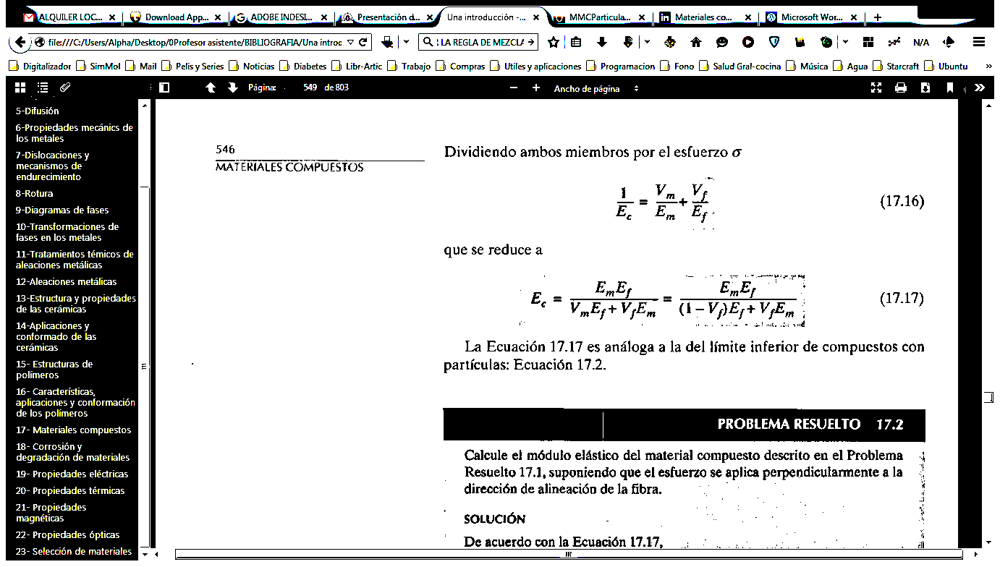 ALQUILER LOC... × Download App... × ADOBE INDESI... × Presentación d... × Una introducción -... × MMCParticula... × Materiales co... × Microsoft Wor... × +
file:///C:/Users/Alpha/Desktop/0Profesor asistente/BIBLIOGRAFIA/Una introc LA REGLA DE MEZCLA N/A
Digitalizador SimMol Mail Pelis y Series Noticias Diabetes Libr-Artic Trabajo Compras Utiles y aplicaciones Programacion Fono Salud Gral-cocina Música Agua Starcraft Ubuntu »
Página: 549 de 803 − + Ancho de página
5-Difusión
6-Propiedades mecánics de
los metales
7-Dislocaciones y
mecanismos de
endurecimiento
8-Rotura
9-Diagramas de fases
10-Transformaciones de
fases en los metales
11-Tratamientos témicos de
aleaciones metálicas
12-Aleaciones metálicas
13-Estructura y propiedades
de las cerámicas
14-Aplicaciones y
conformado de las
cerámicas
15- Estructuras de
polímeros
16- Características,
aplicaciones y conformación
de los polímeros
17- Materiales compuestos
18- Corrosión y
degradación de materiales
19- Propiedades eléctricas
20- Propiedades térmicas
21- Propiedades
magnéticas
22- Propiedades ópticas
23- Selección de materiales
546
MATERIALES COMPUESTOS
Dividiendo ambos miembros por el esfuerzo σ
1/E_c = V_m/E_m + V_f/E_f (17.16)
que se reduce a
E_c = E_m E_f / (V_m E_f + V_f E_m) = E_m E_f / ((1 − V_f)E_f + V_f E_m) (17.17)
La Ecuación 17.17 es análoga a la del límite inferior de compuestos con
partículas: Ecuación 17.2.
PROBLEMA RESUELTO 17.2
Calcule el módulo elástico del material compuesto descrito en el Problema
Resuelto 17.1, suponiendo que el esfuerzo se aplica perpendicularmente a la
dirección de alineación de la fibra.
SOLUCIÓN
De acuerdo con la Ecuación 17.17,